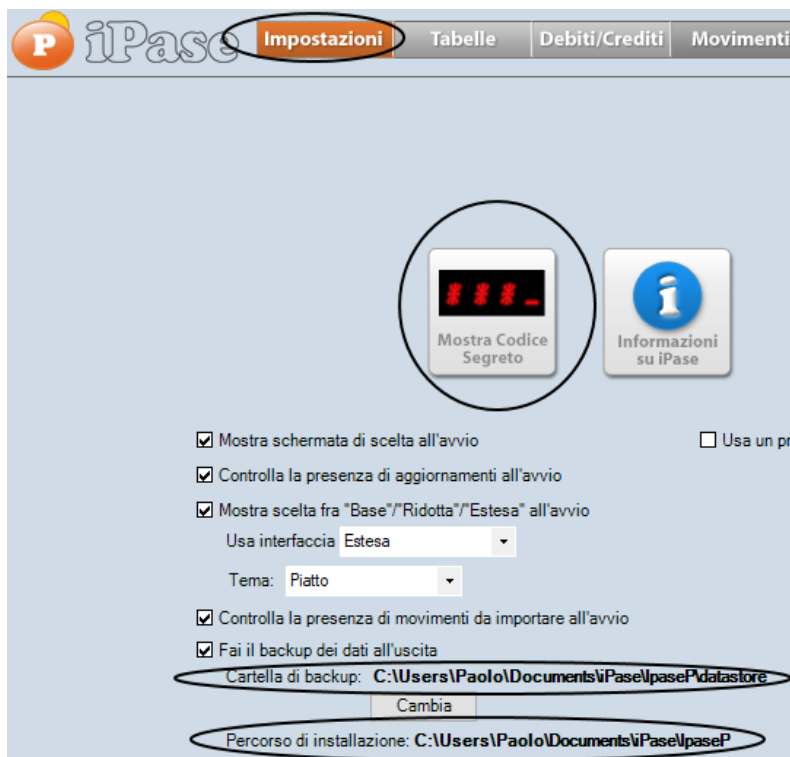 P iPase Impostazioni Tabelle Debiti/Crediti Movimenti
***_
Mostra Codice
Segreto
Informazioni
su iPase
Mostra schermata di scelta all'avvio
Usa un pr
Controlla la presenza di aggiornamenti all'avvio
Mostra scelta fra "Base"/"Ridotta"/"Estesa" all'avvio
Usa interfaccia Estesa
Tema: Piatto
Controlla la presenza di movimenti da importare all'avvio
Fai il backup dei dati all'uscita
Cartella di backup: C:\Users\Paolo\Documents\iPase\IpaseP\datastore
Cambia
Percorso di installazione: C:\Users\Paolo\Documents\iPase\IpaseP